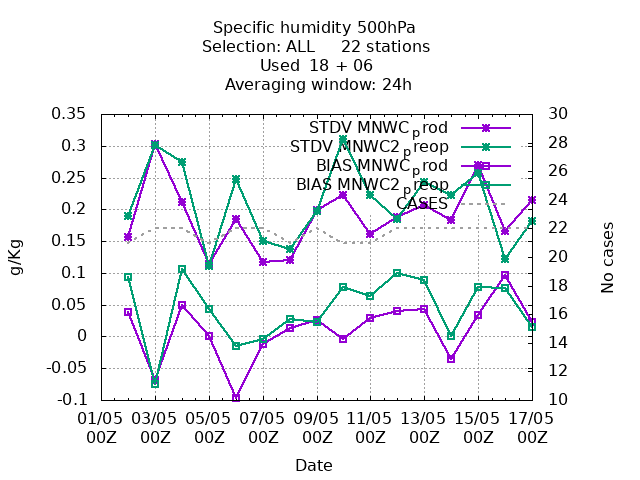 Specific humidity 500hPa
Selection: ALL 22 stations
Used 18 + 06
Averaging window: 24h
STDV MNWC_prod
STDV MNWC2_preop
BIAS MNWC_prod
BIAS MNWC2_preop
CASES
0.35
0.3
0.25
0.2
0.15
0.1
0.05
0
-0.05
-0.1
g/Kg
30
28
26
24
22
20
18
16
14
12
10
No cases
01/05 03/05 05/05 07/05 09/05 11/05 13/05 15/05 17/05
00Z 00Z 00Z 00Z 00Z 00Z 00Z 00Z 00Z
Date